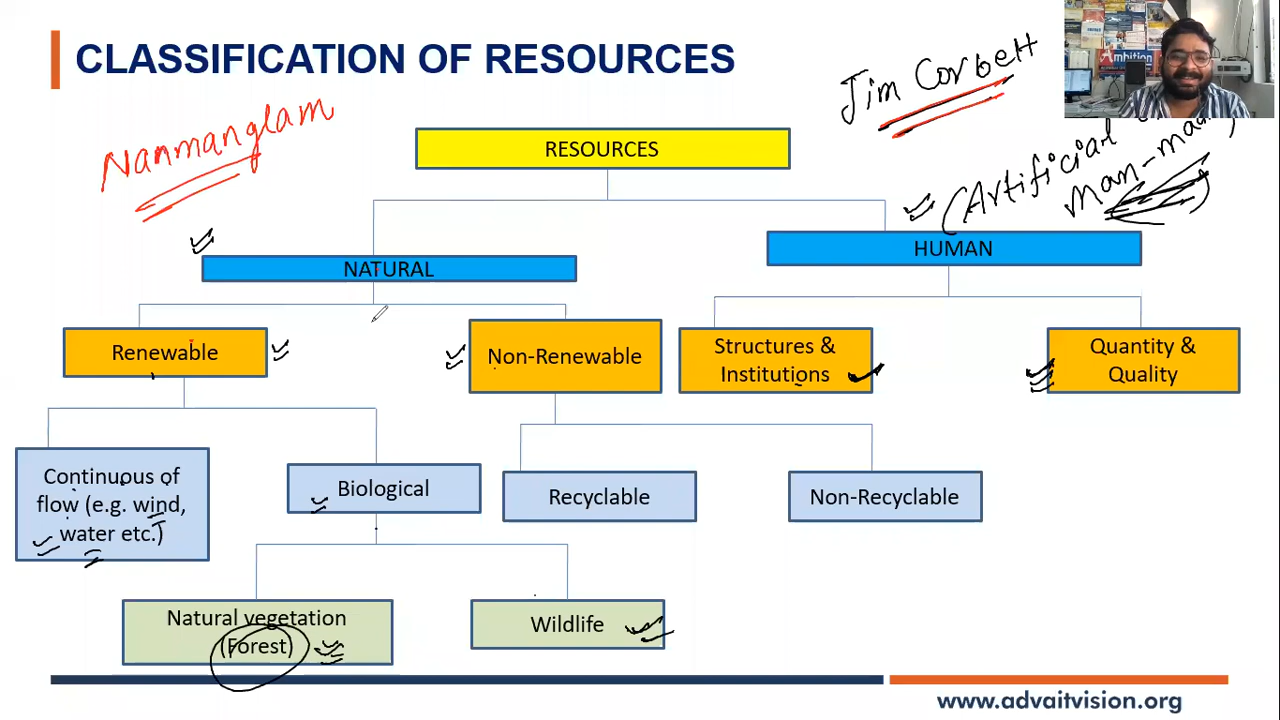 CLASSIFICATION OF RESOURCES
Jim Corbett
Ambition
Nanmanglam
RESOURCES
(Artificial
man-made)
NATURAL
HUMAN
Renewable
Non-Renewable
Structures &
Institutions
Quantity &
Quality
Continuous of
flow (e.g. wind,
water etc.)
Biological
Recyclable
Non-Recyclable
Natural vegetation
(Forest)
Wildlife
www.advaitvision.org